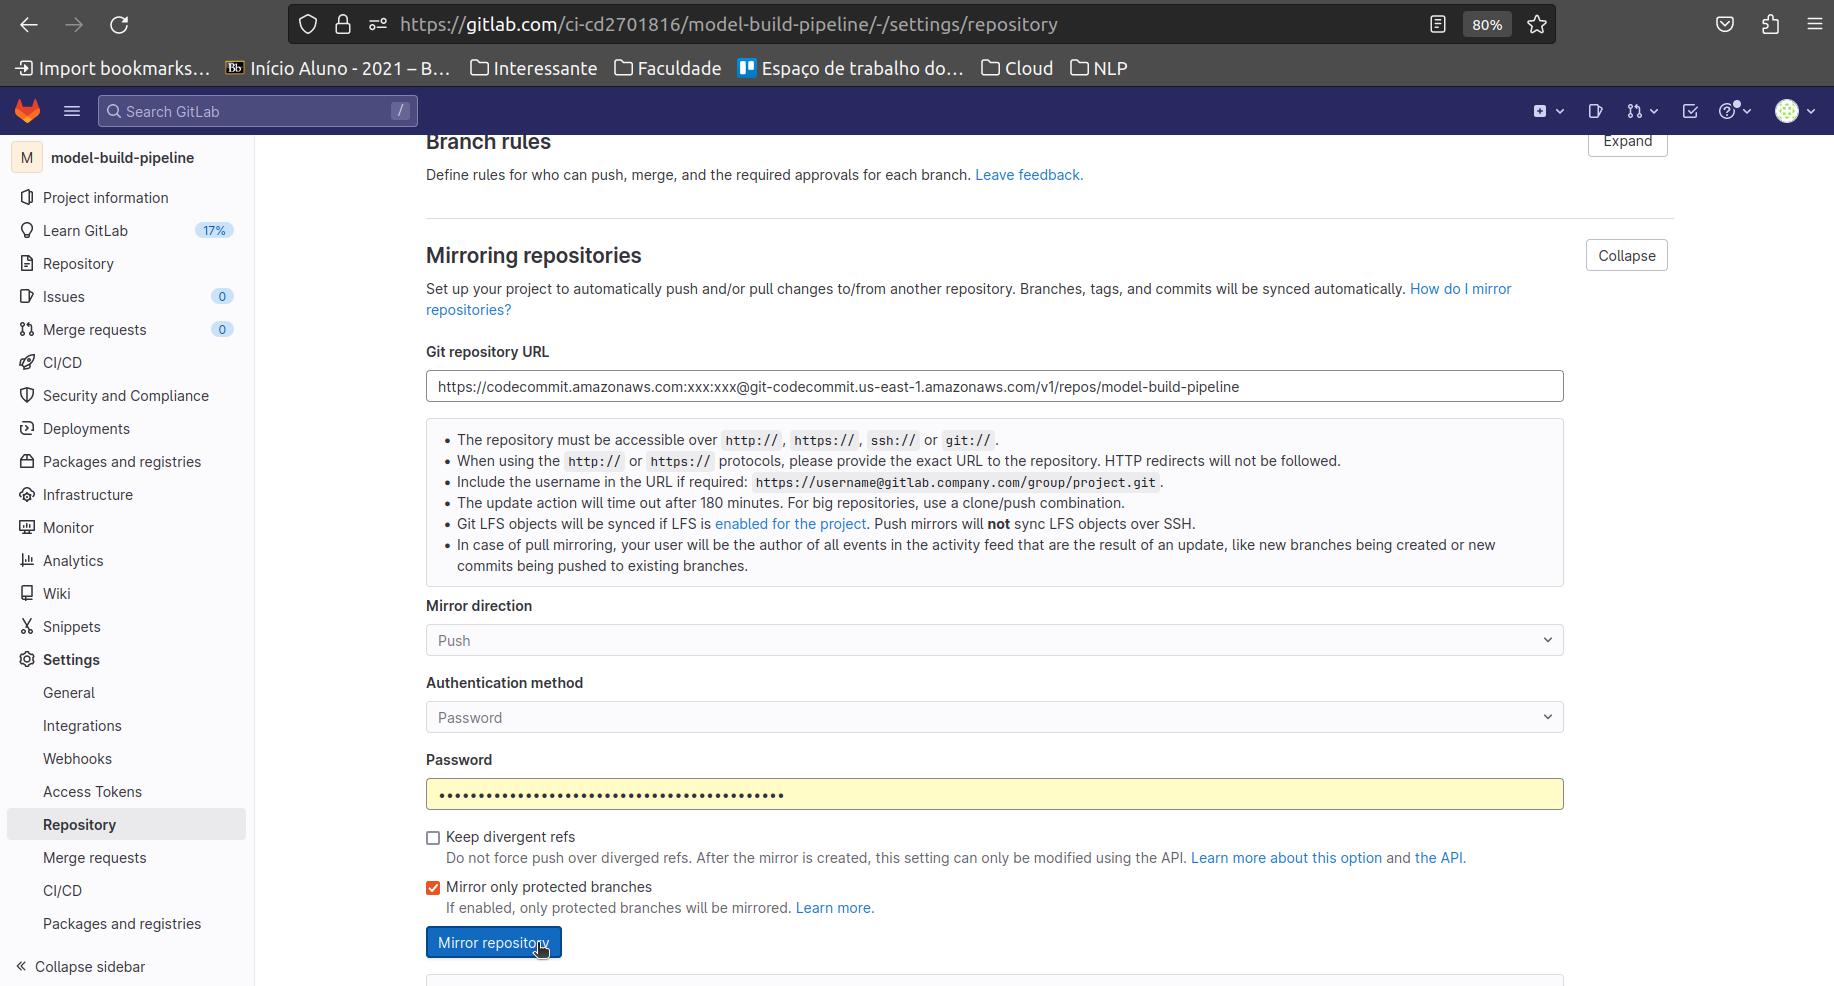 https://gitlab.com/ci-cd2701816/model-build-pipeline/-/settings/repository
80%
Import bookmarks...
Bb Início Aluno - 2021 – B...
Interessante
Faculdade
Espaço de trabalho do...
Cloud
NLP
Search GitLab
/
M model-build-pipeline
Project information
Learn GitLab 17%
Repository
Issues 0
Merge requests 0
CI/CD
Security and Compliance
Deployments
Packages and registries
Infrastructure
Monitor
Analytics
Wiki
Snippets
Settings
General
Integrations
Webhooks
Access Tokens
Repository
Merge requests
CI/CD
Packages and registries
Collapse sidebar
Branch rules
Expand
Define rules for who can push, merge, and the required approvals for each branch. Leave feedback.
Mirroring repositories
Collapse
Set up your project to automatically push and/or pull changes to/from another repository. Branches, tags, and commits will be synced automatically. How do I mirror
repositories?
Git repository URL
https://codecommit.amazonaws.com:xxx:xxx@git-codecommit.us-east-1.amazonaws.com/v1/repos/model-build-pipeline
• The repository must be accessible over http://, https://, ssh:// or git://.
• When using the http:// or https:// protocols, please provide the exact URL to the repository. HTTP redirects will not be followed.
• Include the username in the URL if required: https://username@gitlab.company.com/group/project.git.
• The update action will time out after 180 minutes. For big repositories, use a clone/push combination.
• Git LFS objects will be synced if LFS is enabled for the project. Push mirrors will not sync LFS objects over SSH.
• In case of pull mirroring, your user will be the author of all events in the activity feed that are the result of an update, like new branches being created or new
commits being pushed to existing branches.
Mirror direction
Push
Authentication method
Password
Password
Keep divergent refs
Do not force push over diverged refs. After the mirror is created, this setting can only be modified using the API. Learn more about this option and the API.
Mirror only protected branches
If enabled, only protected branches will be mirrored. Learn more.
Mirror repository